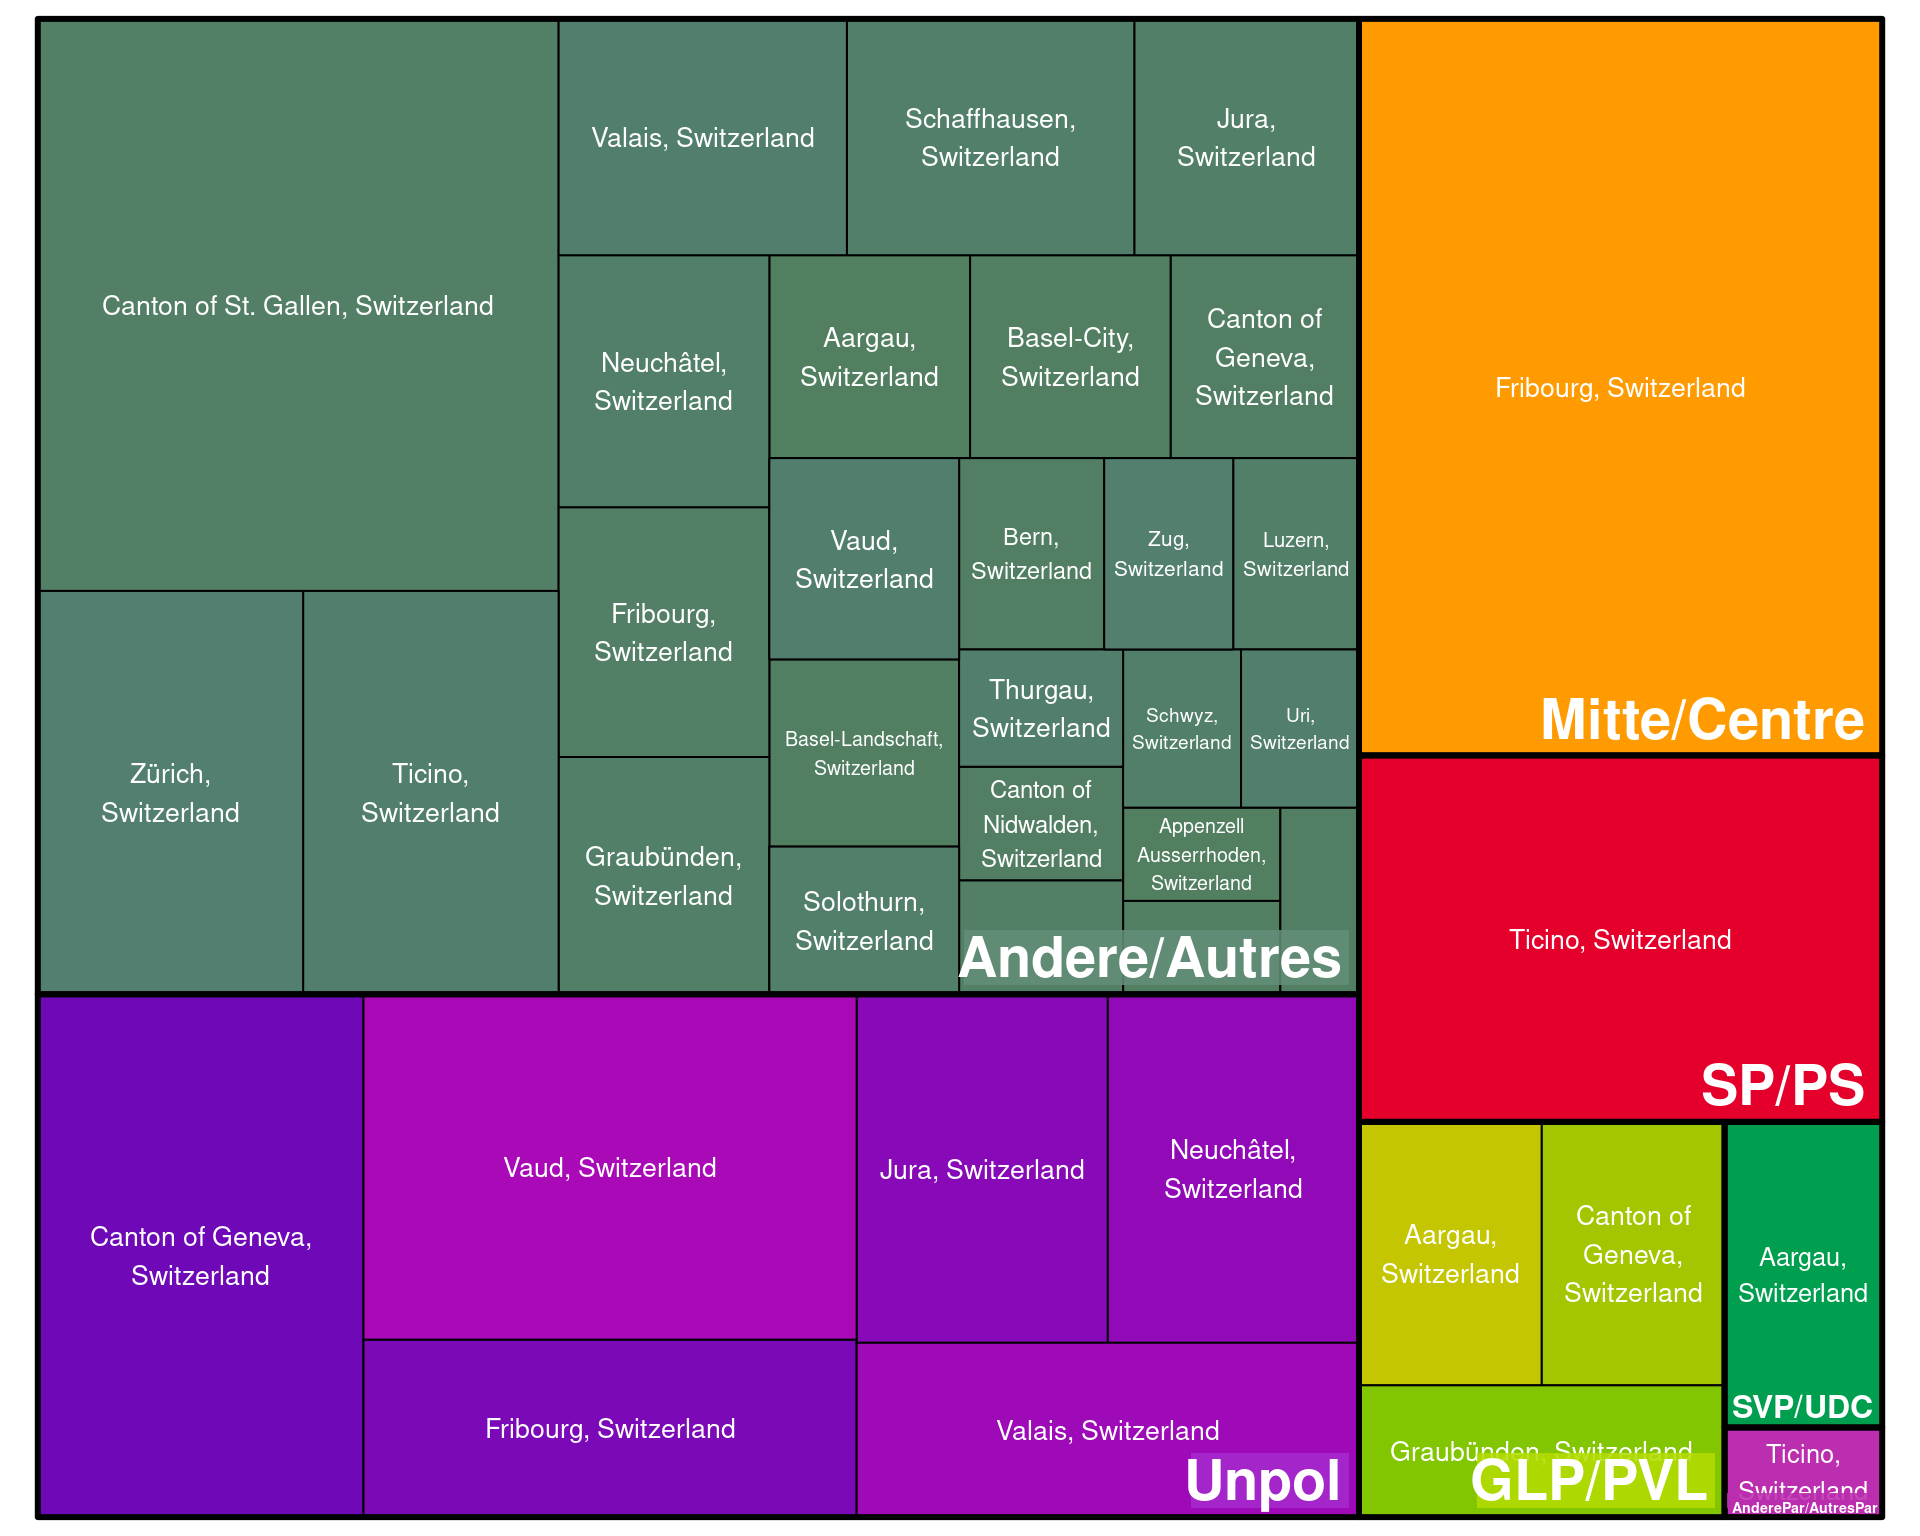 Canton of St. Gallen, Switzerland
Zürich,
Switzerland
Ticino,
Switzerland
Valais, Switzerland
Schaffhausen,
Switzerland
Jura,
Switzerland
Neuchâtel,
Switzerland
Aargau,
Switzerland
Basel-City,
Switzerland
Canton of
Geneva,
Switzerland
Fribourg,
Switzerland
Graubünden,
Switzerland
Vaud,
Switzerland
Bern,
Switzerland
Zug,
Switzerland
Luzern,
Switzerland
Basel-Landschaft,
Switzerland
Thurgau,
Switzerland
Schwyz,
Switzerland
Uri,
Switzerland
Canton of
Nidwalden,
Switzerland
Appenzell
Ausserrhoden,
Switzerland
Solothurn,
Switzerland
Andere/Autres
Canton of Geneva,
Switzerland
Vaud, Switzerland
Jura, Switzerland
Neuchâtel,
Switzerland
Fribourg, Switzerland
Valais, Switzerland
Unpol
Fribourg, Switzerland
Mitte/Centre
Ticino, Switzerland
SP/PS
Aargau,
Switzerland
Canton of
Geneva,
Switzerland
Graubünden, Switzerland
GLP/PVL
Aargau,
Switzerland
SVP/UDC
Ticino,
Switzerland
AnderePar/AutresPar